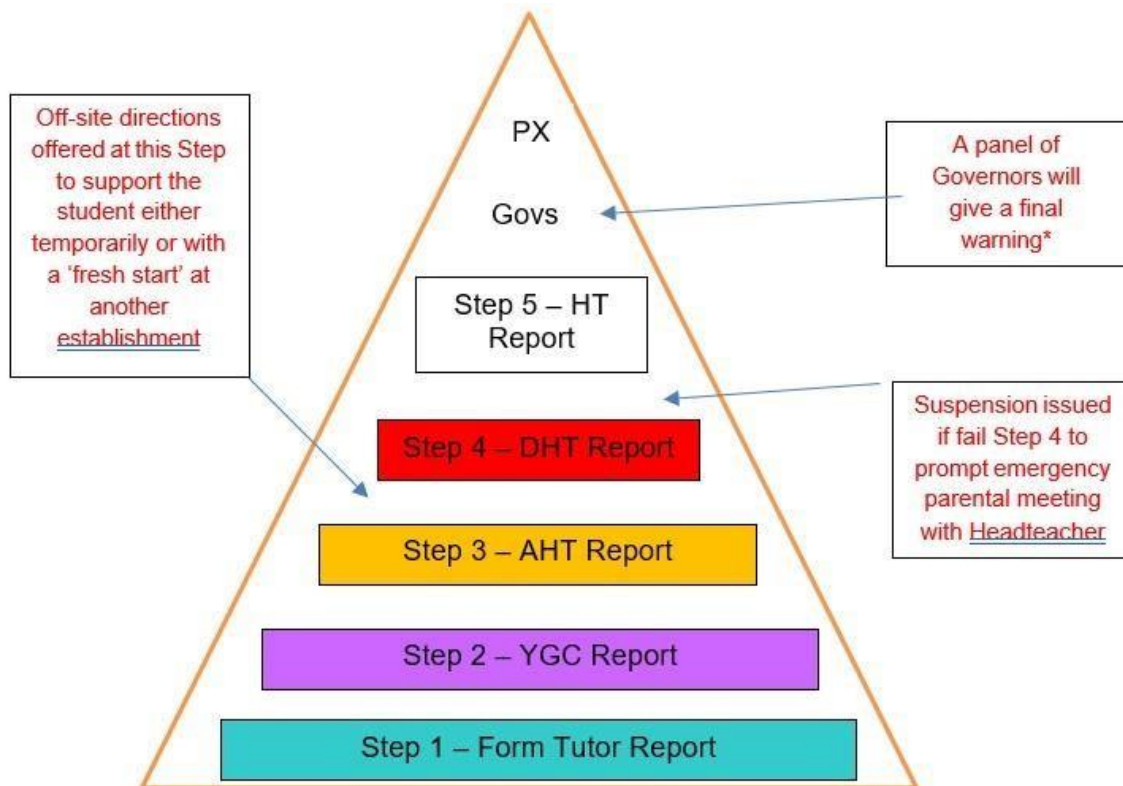 PX
Govs
Step 5 – HT
Report
Step 4 – DHT Report
Step 3 – AHT Report
Step 2 – YGC Report
Step 1 – Form Tutor Report
Off-site directions
offered at this Step
to support the
student either
temporarily or with
a ‘fresh start’ at
another
establishment
A panel of
Governors will
give a final
warning*
Suspension issued
if fail Step 4 to
prompt emergency
parental meeting
with Headteacher